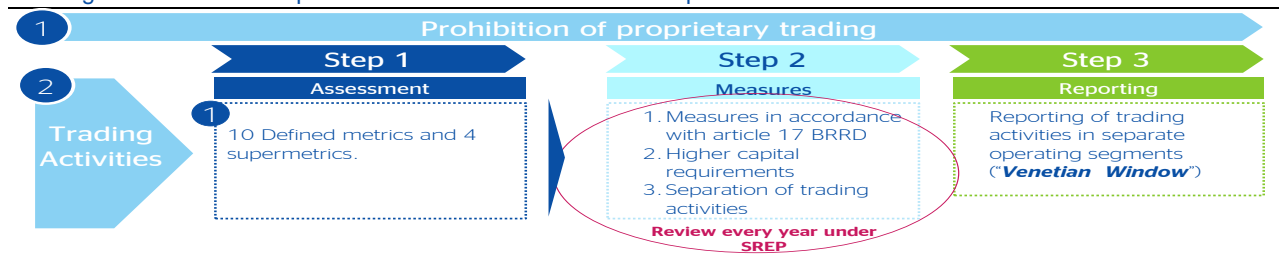 1
Prohibition of proprietary trading
Step 1
Step 2
Step 3
2
Assessment
Measures
Reporting
Trading
Activities
1
10 Defined metrics and 4
supermetrics.
1. Measures in accordance
with article 17 BRRD
2. Higher capital
requirements
3. Separation of trading
activities
Review every year under
SREP
Reporting of trading
activities in separate
operating segments
(“Venetian Window”)